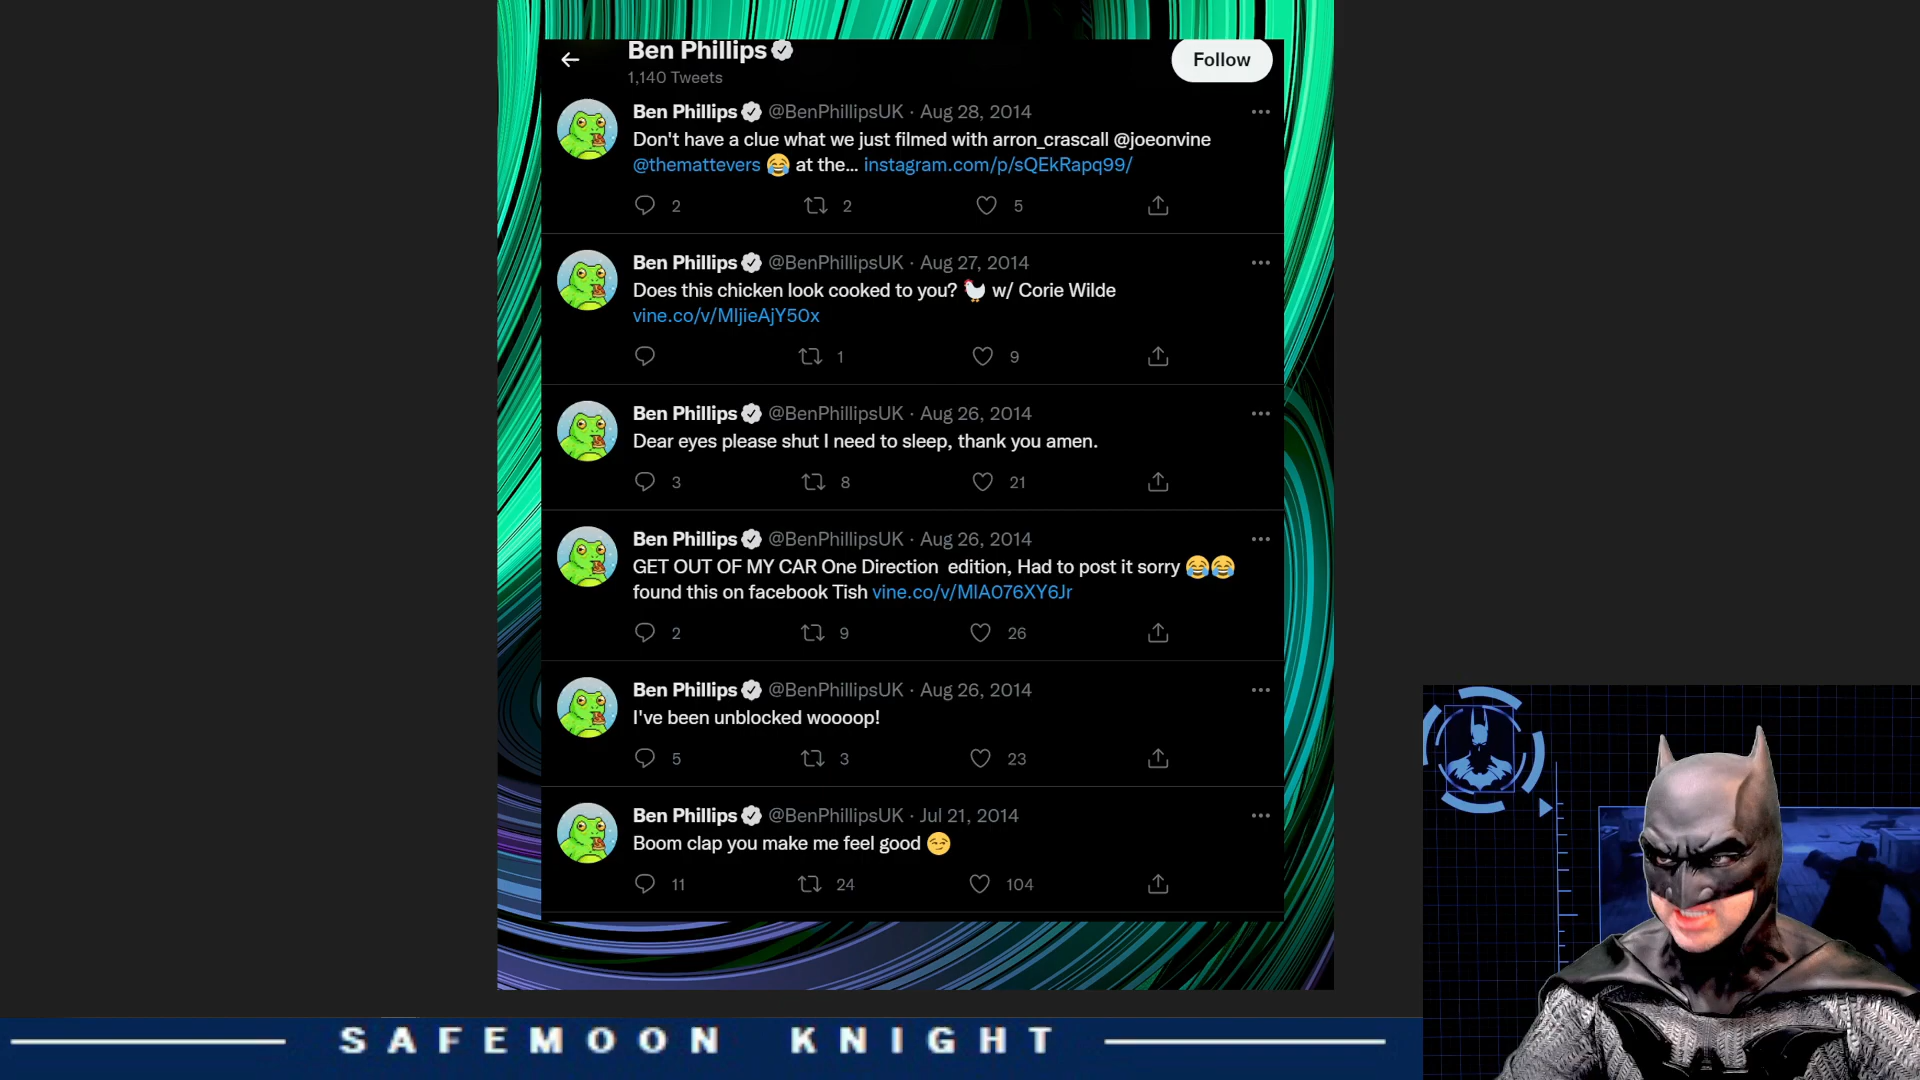 Ben Phillips
1,140 Tweets
Follow
Ben Phillips @BenPhillipsUK · Aug 28, 2014
Don't have a clue what we just filmed with arron_crascall @joeonvine
@themattevers 😂 at the... instagram.com/p/sQEkRapq99/
2 2 5
Ben Phillips @BenPhillipsUK · Aug 27, 2014
Does this chicken look cooked to you? 🐓 w/ Corie Wilde
vine.co/v/MljieAjY50x
1 9
Ben Phillips @BenPhillipsUK · Aug 26, 2014
Dear eyes please shut I need to sleep, thank you amen.
3 8 21
Ben Phillips @BenPhillipsUK · Aug 26, 2014
GET OUT OF MY CAR One Direction edition, Had to post it sorry 😂😂
found this on facebook Tish vine.co/v/MlA076XY6Jr
2 9 26
Ben Phillips @BenPhillipsUK · Aug 26, 2014
I've been unblocked woooop!
5 3 23
Ben Phillips @BenPhillipsUK · Jul 21, 2014
Boom clap you make me feel good 😏
11 24 104
SAFEMOON KNIGHT